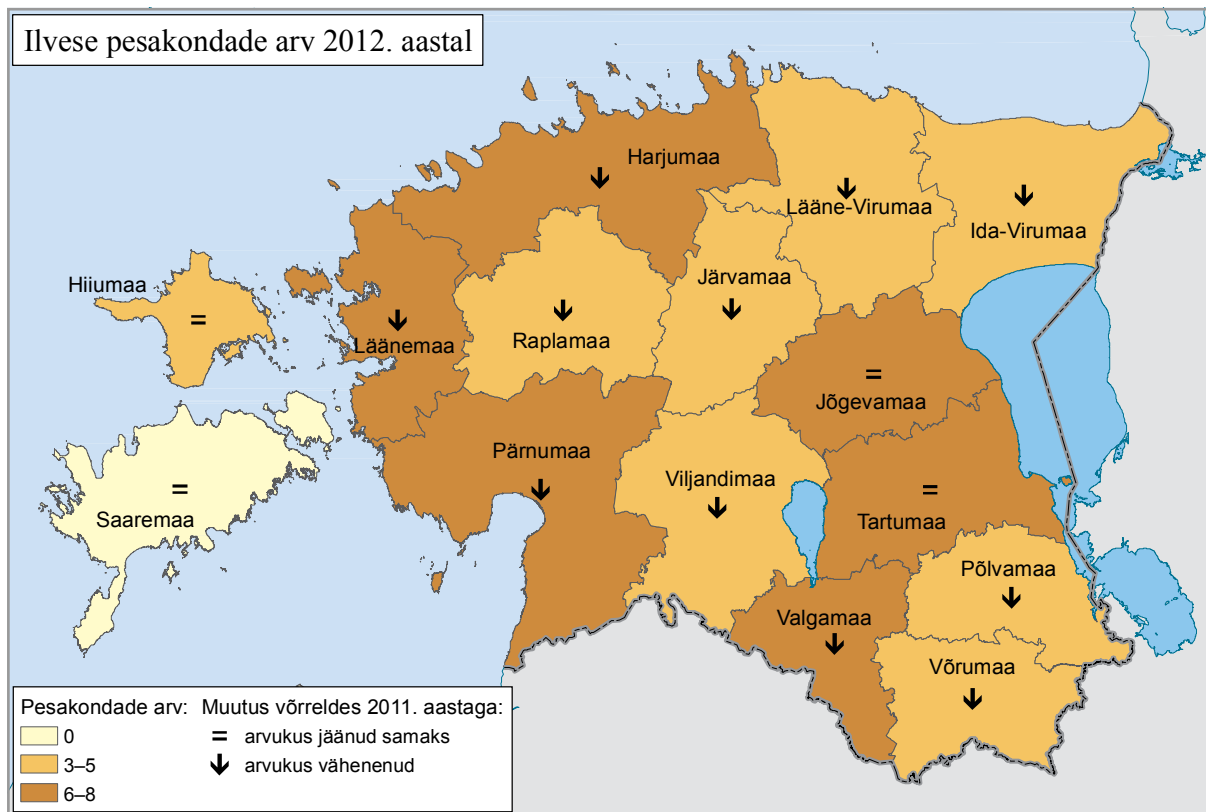 Ilvese pesakondade arv 2012. aastal
Harjumaa
Lääne-Virumaa
Ida-Virumaa
Hiiumaa
=
Läänemaa
Raplamaa
Järvamaa
=
Jõgevamaa
Pärnumaa
Viljandimaa
=
Tartumaa
=
Saaremaa
Põlvamaa
Valgamaa
Võrumaa
Pesakondade arv:
0
3–5
6–8
Muutus võrreldes 2011. aastaga:
= arvukus jäänud samaks
↓ arvukus vähenenud